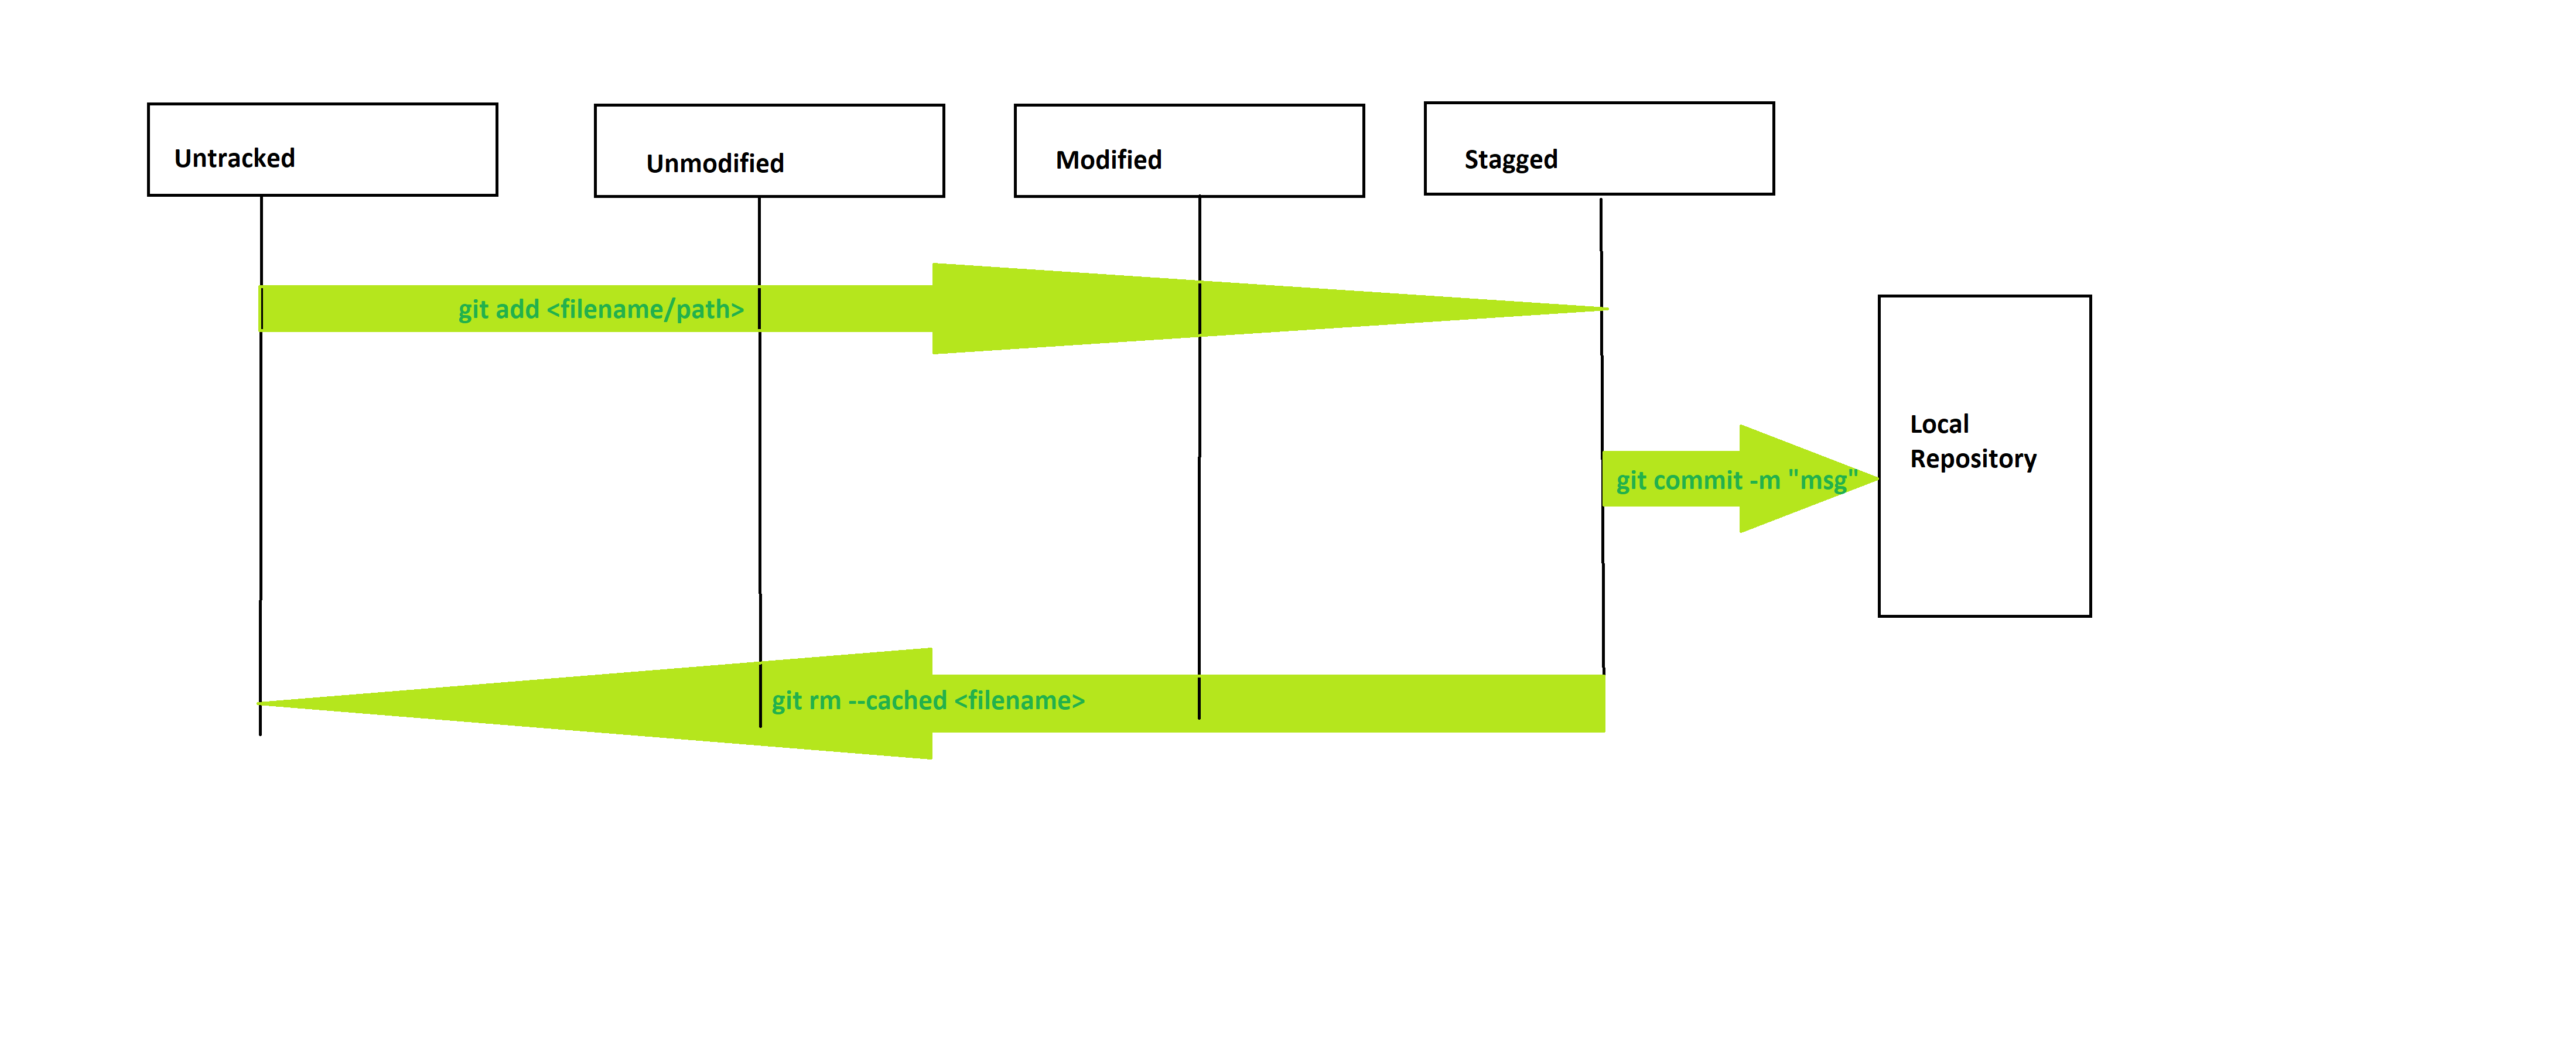 Untracked
Unmodified
Modified
Stagged
git add <filename/path>
Local
Repository
git commit -m "msg"
git rm --cached <filename>